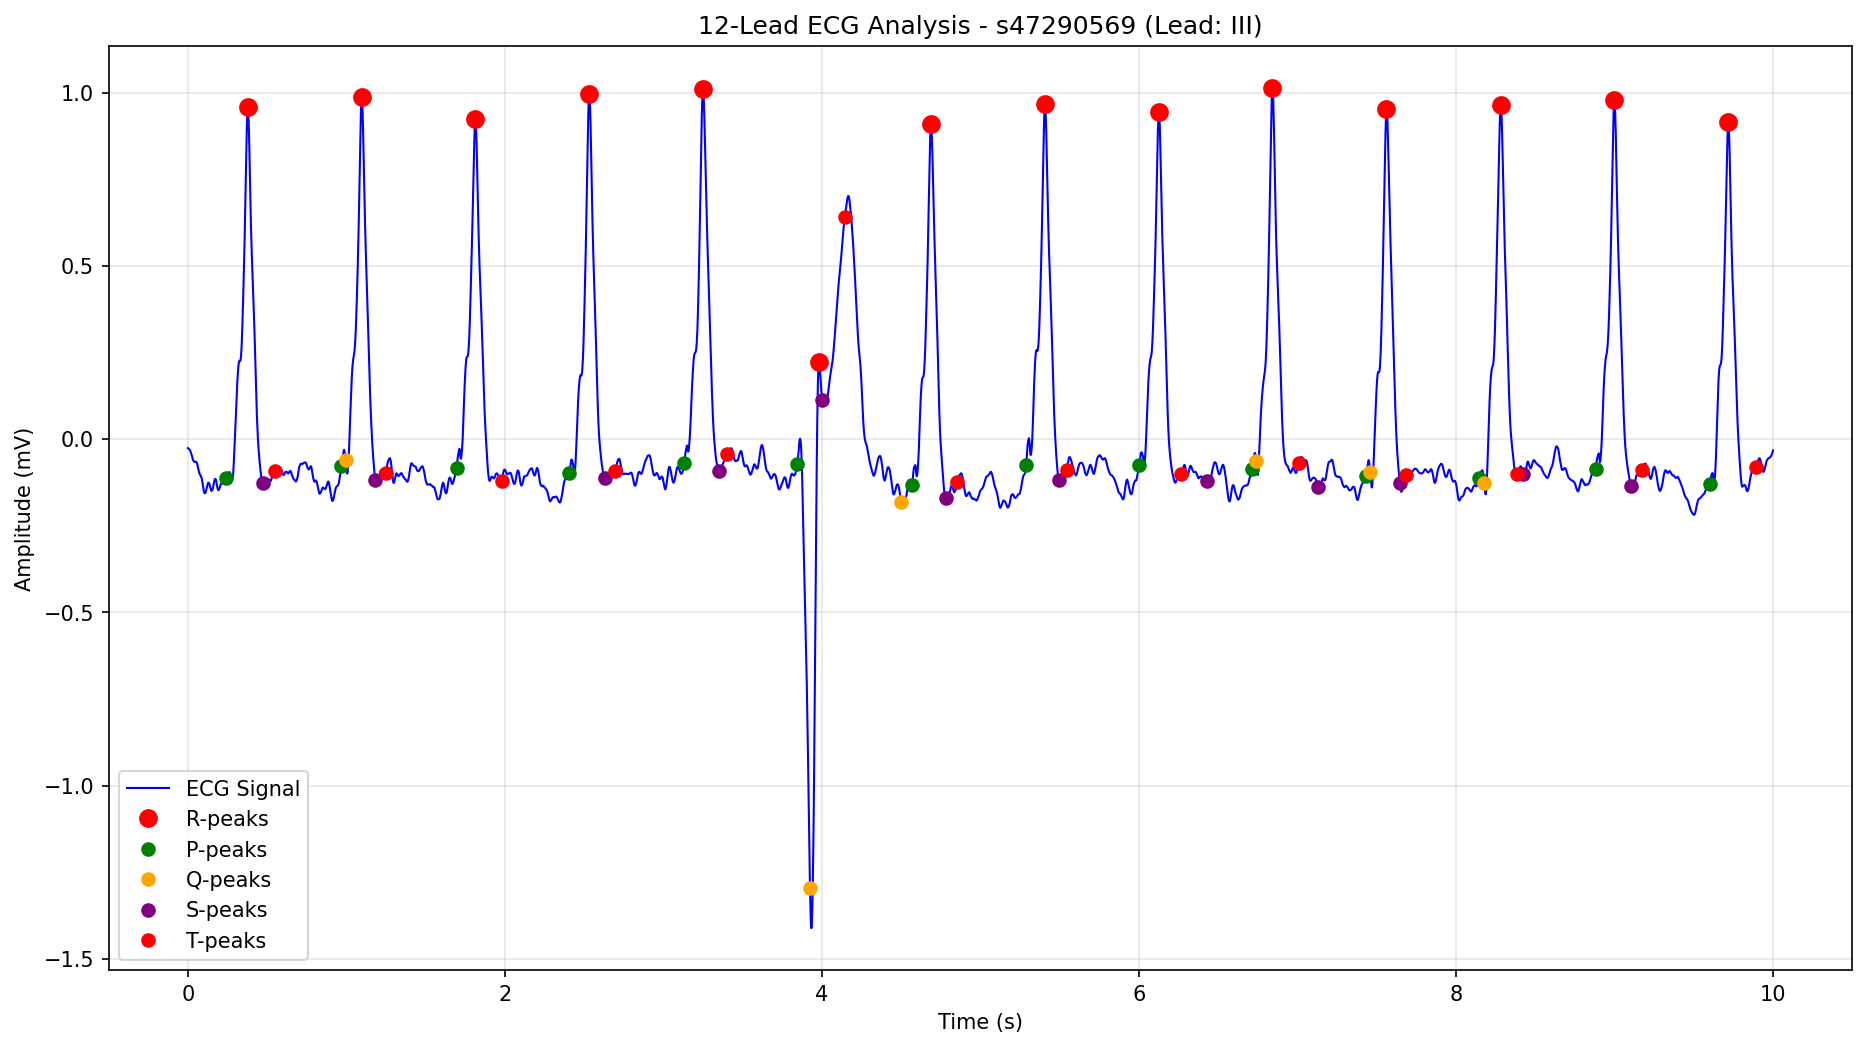 12-Lead ECG Analysis - s47290569 (Lead: III)
Amplitude (mV)
1.0
0.5
0.0
−0.5
−1.0
−1.5
ECG Signal
R-peaks
P-peaks
Q-peaks
S-peaks
T-peaks
0 2 4 6 8 10
Time (s)